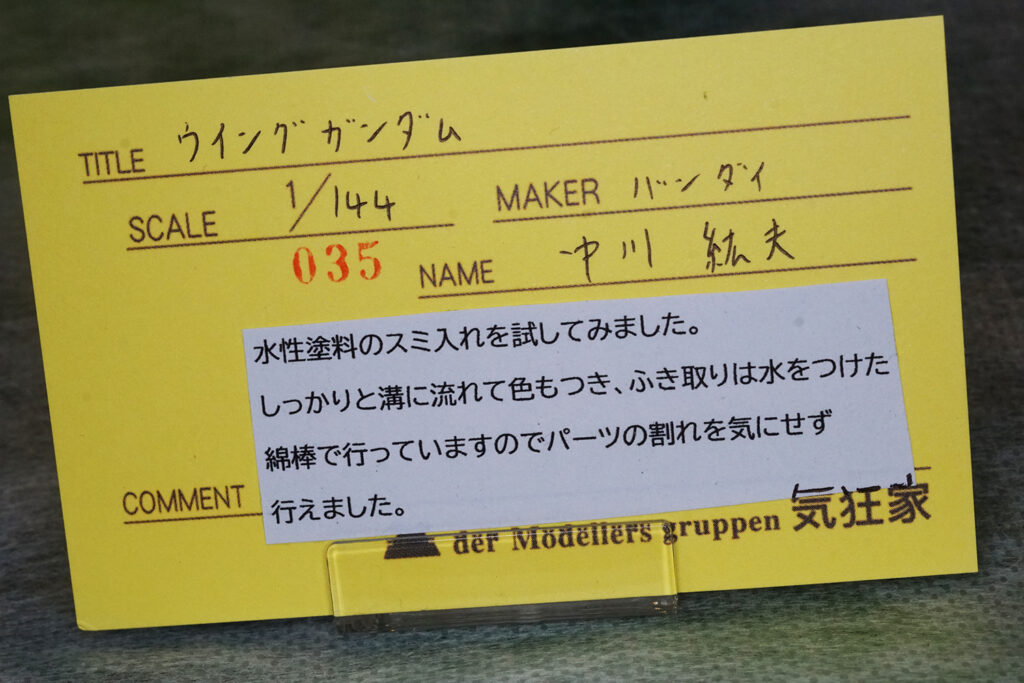 TITLE ウイングガンダム
SCALE 1/144 MAKER バンダイ
035 NAME 中川 紘夫
水性塗料のスミ入れを試してみました。
しっかりと溝に流れて色もつき、ふき取りは水をつけた
綿棒で行っていますのでパーツの割れを気にせず
行えました。
COMMENT
der Modellers gruppen 気狂家